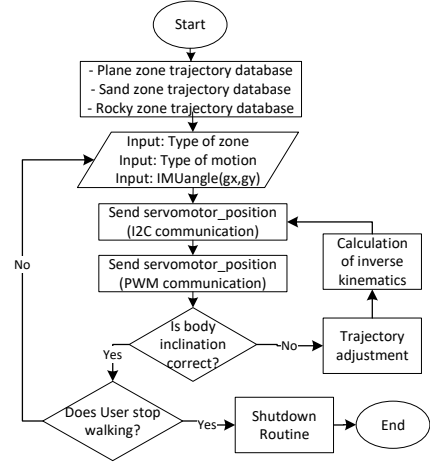 Start
- Plane zone trajectory database
- Sand zone trajectory database
- Rocky zone trajectory database
Input: Type of zone
Input: Type of motion
Input: IMUangle(gx,gy)
Send servomotor_position
(I2C communication)
Calculation
of inverse
kinematics
No
Send servomotor_position
(PWM communication)
Is body
inclination
correct?
No
Trajectory
adjustment
Yes
Does User stop
walking?
Yes
Shutdown
Routine
End